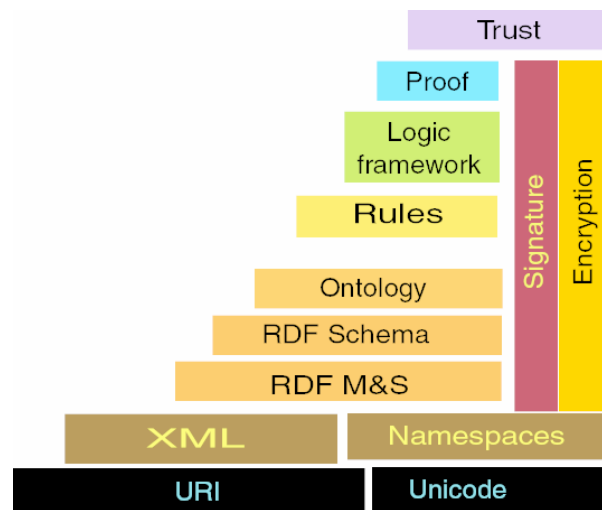 Trust
Proof
Logic
framework
Rules
Ontology
RDF Schema
RDF M&S
Signature
Encryption
XML
Namespaces
URI
Unicode